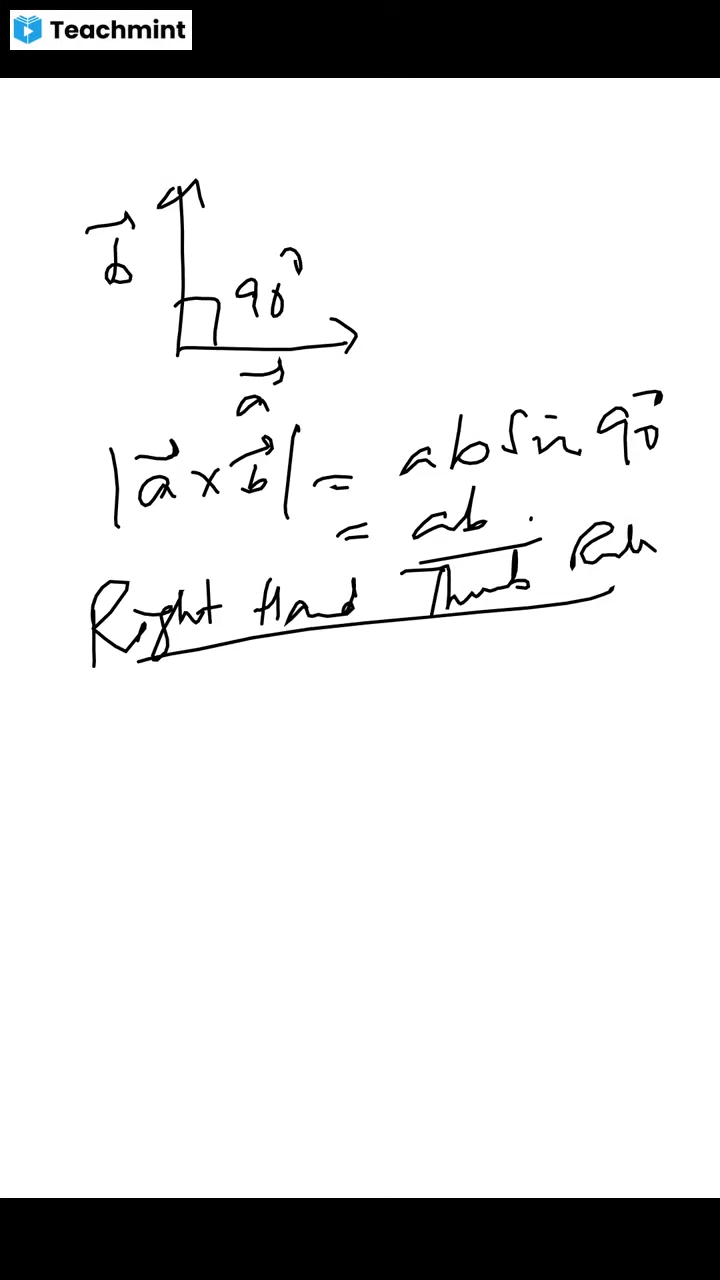 Teachmint
b⃗
90°
a⃗
|a⃗ × b⃗| = ab sin 90°
= ab.
Right Hand Thumb Rule